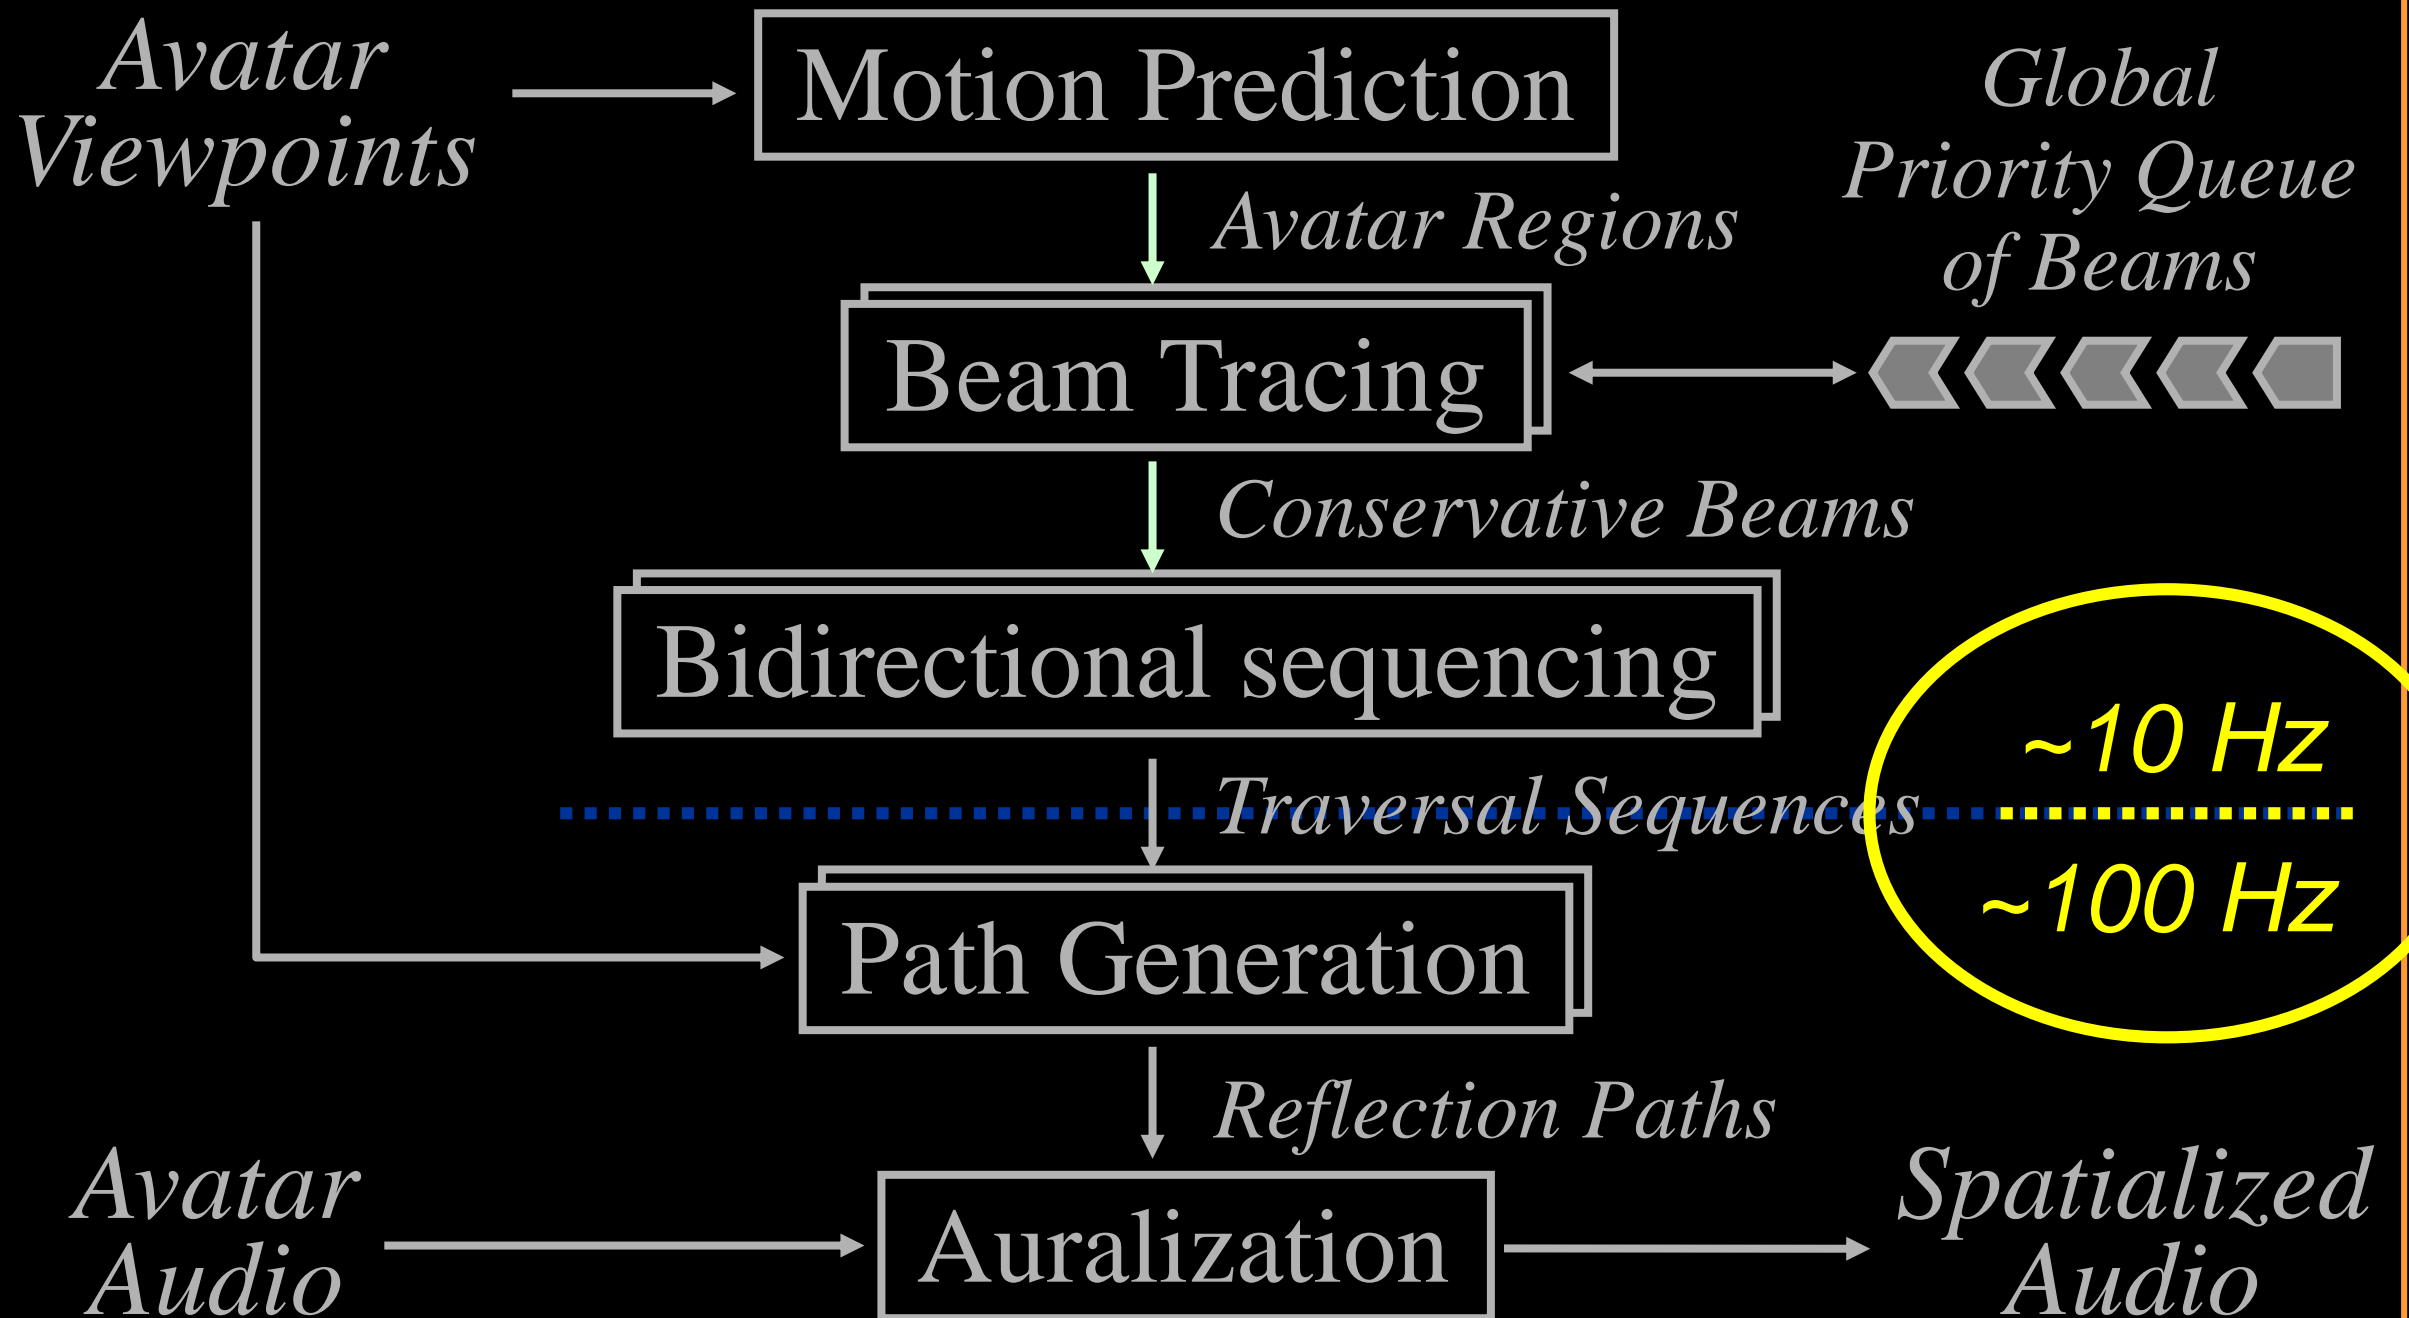 Avatar
Viewpoints
Motion Prediction
Global
Priority Queue
of Beams
Avatar Regions
Beam Tracing
Conservative Beams
Bidirectional sequencing
~10 Hz
Traversal Sequences
~100 Hz
Path Generation
Reflection Paths
Avatar
Audio
Auralization
Spatialized
Audio